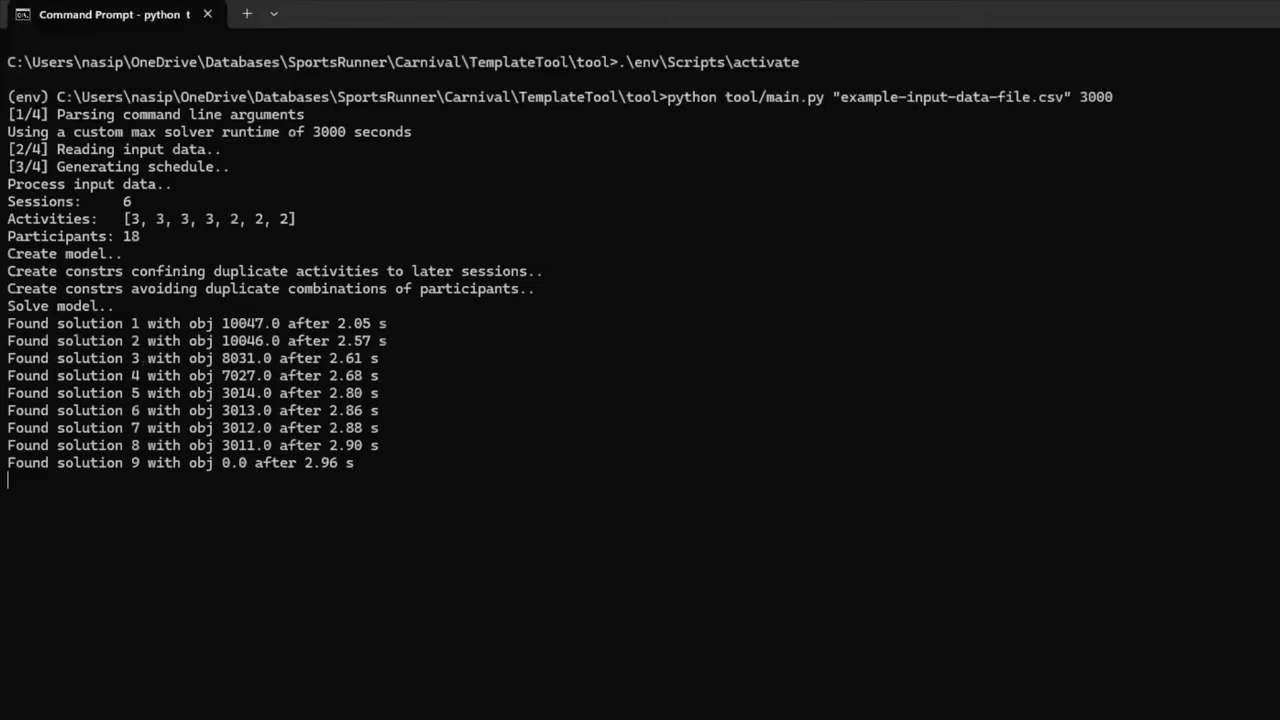 Command Prompt - python t
C:\Users\nasip\OneDrive\Databases\SportsRunner\Carnival\TemplateTool\tool>.\env\Scripts\activate
(env) C:\Users\nasip\OneDrive\Databases\SportsRunner\Carnival\TemplateTool\tool>python tool/main.py "example-input-data-file.csv" 3000
[1/4] Parsing command line arguments
Using a custom max solver runtime of 3000 seconds
[2/4] Reading input data..
[3/4] Generating schedule..
Process input data..
Sessions:     6
Activities:   [3, 3, 3, 3, 2, 2, 2]
Participants: 18
Create model..
Create constrs confining duplicate activities to later sessions..
Create constrs avoiding duplicate combinations of participants..
Solve model..
Found solution 1 with obj 10047.0 after 2.05 s
Found solution 2 with obj 10046.0 after 2.57 s
Found solution 3 with obj 8031.0 after 2.61 s
Found solution 4 with obj 7027.0 after 2.68 s
Found solution 5 with obj 3014.0 after 2.80 s
Found solution 6 with obj 3013.0 after 2.86 s
Found solution 7 with obj 3012.0 after 2.88 s
Found solution 8 with obj 3011.0 after 2.90 s
Found solution 9 with obj 0.0 after 2.96 s